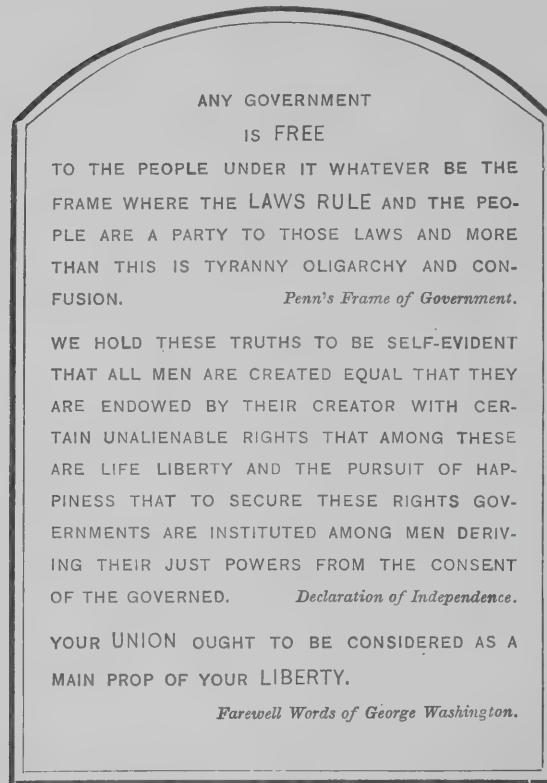 ANY GOVERNMENT
IS FREE
TO THE PEOPLE UNDER IT WHATEVER BE THE
FRAME WHERE THE LAWS RULE AND THE PEO-
PLE ARE A PARTY TO THOSE LAWS AND MORE
THAN THIS IS TYRANNY OLIGARCHY AND CON-
FUSION. Penn's Frame of Government.
WE HOLD THESE TRUTHS TO BE SELF-EVIDENT
THAT ALL MEN ARE CREATED EQUAL THAT THEY
ARE ENDOWED BY THEIR CREATOR WITH CER-
TAIN UNALIENABLE RIGHTS THAT AMONG THESE
ARE LIFE LIBERTY AND THE PURSUIT OF HAP-
PINESS THAT TO SECURE THESE RIGHTS GOV-
ERNMENTS ARE INSTITUTED AMONG MEN DERIV-
ING THEIR JUST POWERS FROM THE CONSENT
OF THE GOVERNED. Declaration of Independence.
YOUR UNION OUGHT TO BE CONSIDERED AS A
MAIN PROP OF YOUR LIBERTY.
Farewell Words of George Washington.